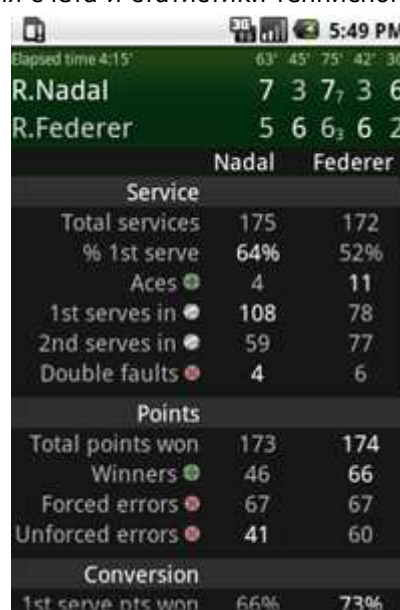 счета и статистики теннисного
3G 5:49 PM
Elapsed time 4:15' 63' 45' 75' 42' 30
R.Nadal 7 3 7₇ 3 6
R.Federer 5 6 6₃ 6 2
Nadal Federer
Service
Total services 175 172
% 1st serve 64% 52%
Aces 4 11
1st serves in 108 78
2nd serves in 59 77
Double faults 4 6
Points
Total points won 173 174
Winners 46 66
Forced errors 67 67
Unforced errors 41 60
Conversion
1st serve pts won 66% 73%